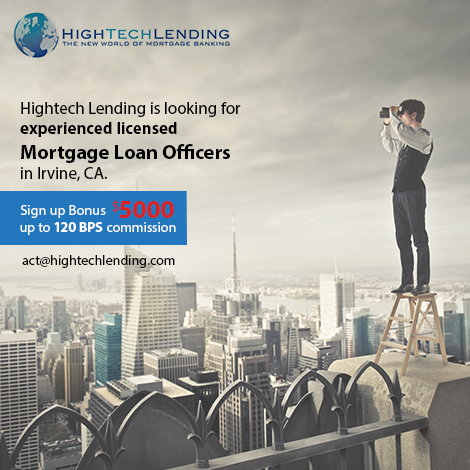 HIGHTECHLENDING
THE NEW WORLD OF MORTGAGE BANKING
Hightech Lending is looking for
experienced licensed
Mortgage Loan Officers
in Irvine, CA.
Sign up Bonus $5000
up to 120 BPS commission
act@hightechlending.com